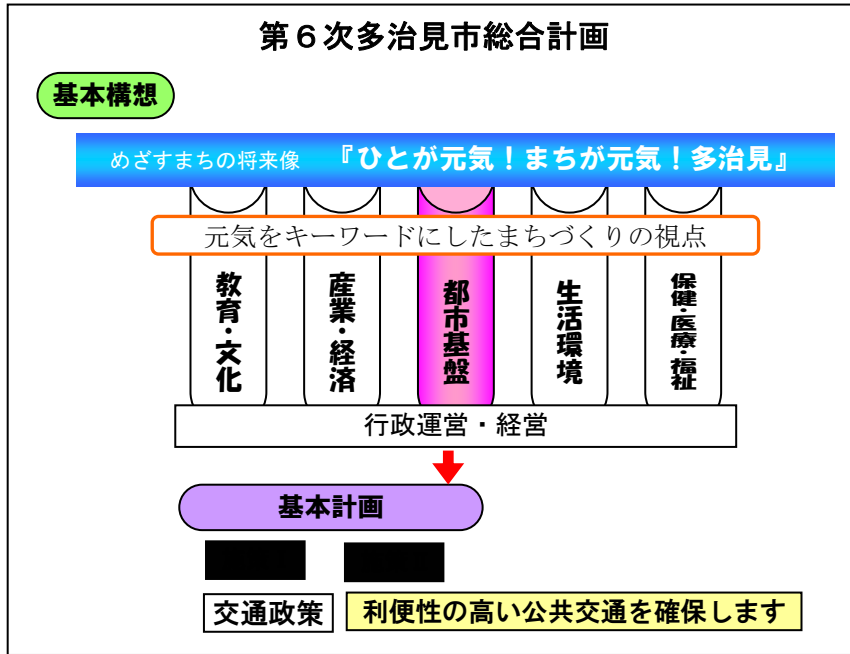 第６次多治見市総合計画
基本構想
めざすまちの将来像 『ひとが元気！まちが元気！多治見』
元気をキーワードにしたまちづくりの視点
教育・文化
産業・経済
都市基盤
生活環境
保健・医療・福祉
行政運営・経営
基本計画
交通政策
利便性の高い公共交通を確保します